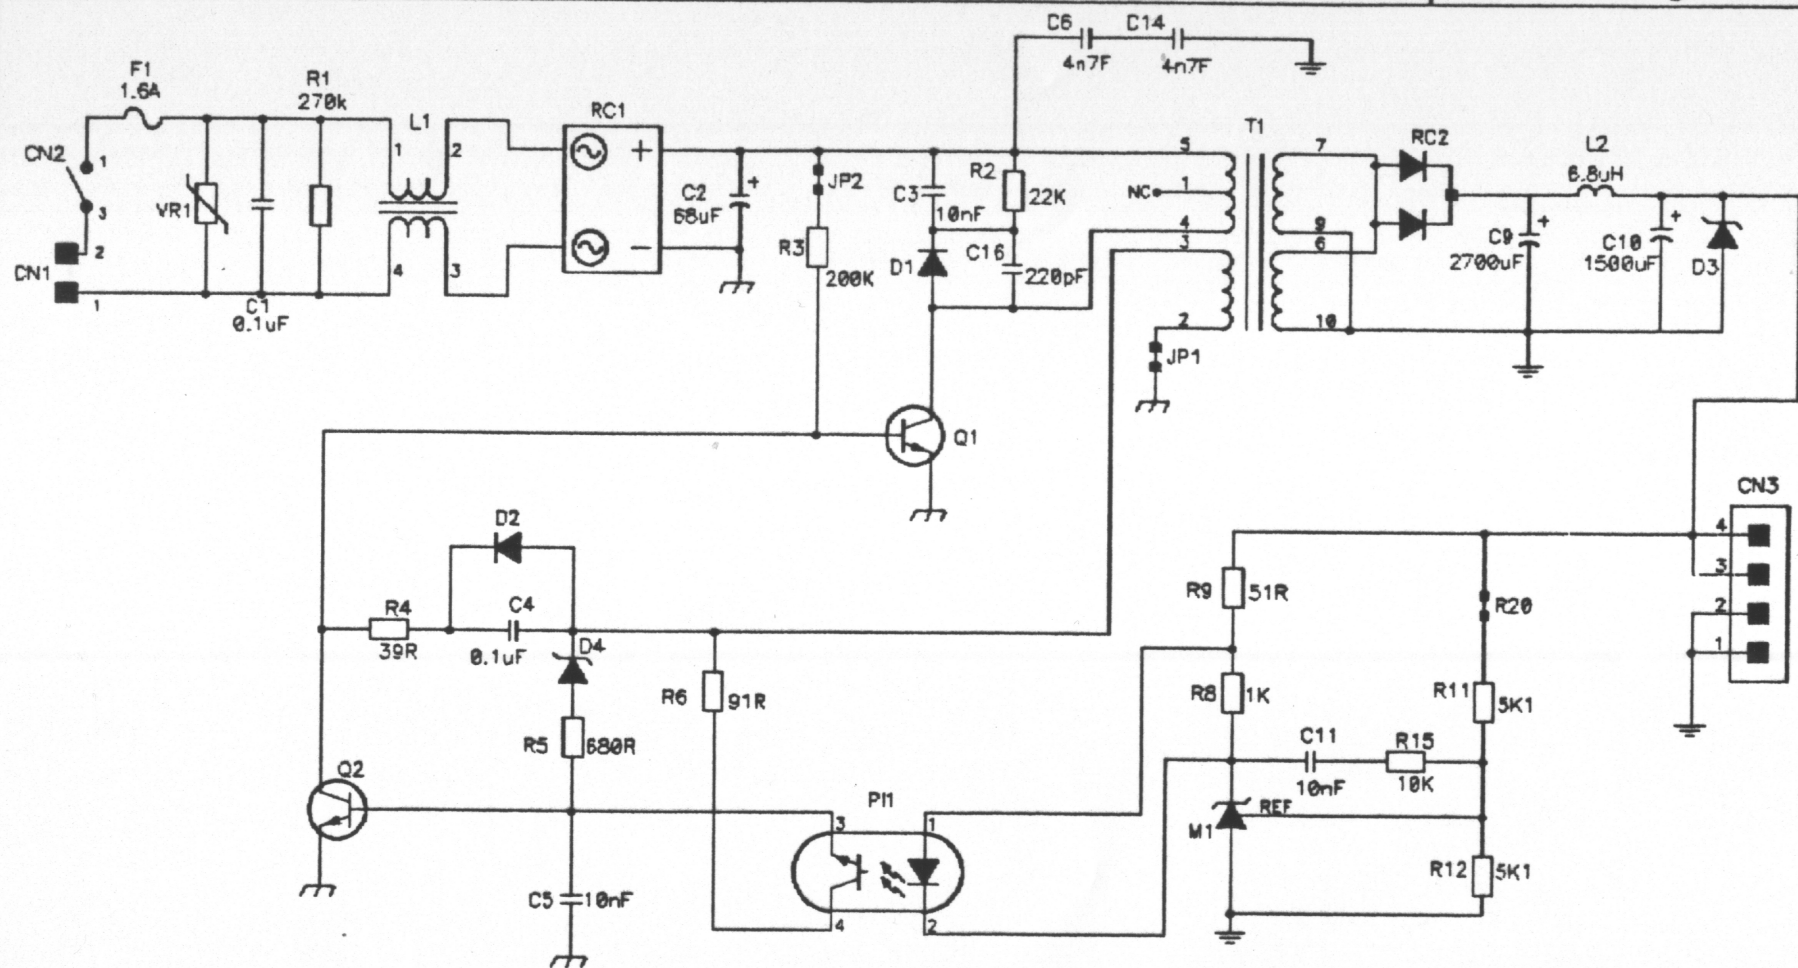 C6
C14
4n7F
4n7F
F1
1.6A
R1
270k
L1
1
2
4
3
RC1
+
−
CN2
1
3
2
CN1
1
VR1
C1
0.1uF
C2
68uF
+
JP2
R3
200K
C3
10nF
R2
22K
D1
C16
220pF
NC
5
1
4
3
2
T1
7
9
6
10
JP1
RC2
L2
6.8uH
+
C9
2700uF
+
C10
1500uF
D3
Q1
CN3
4
3
2
1
D2
R4
39R
C4
0.1uF
D4
R5
680R
R6
91R
R9
51R
R8
1K
R20
R11
5K1
C11
10nF
R15
10K
REF
M1
R12
5K1
Q2
C5
10nF
PI1
3
1
4
2